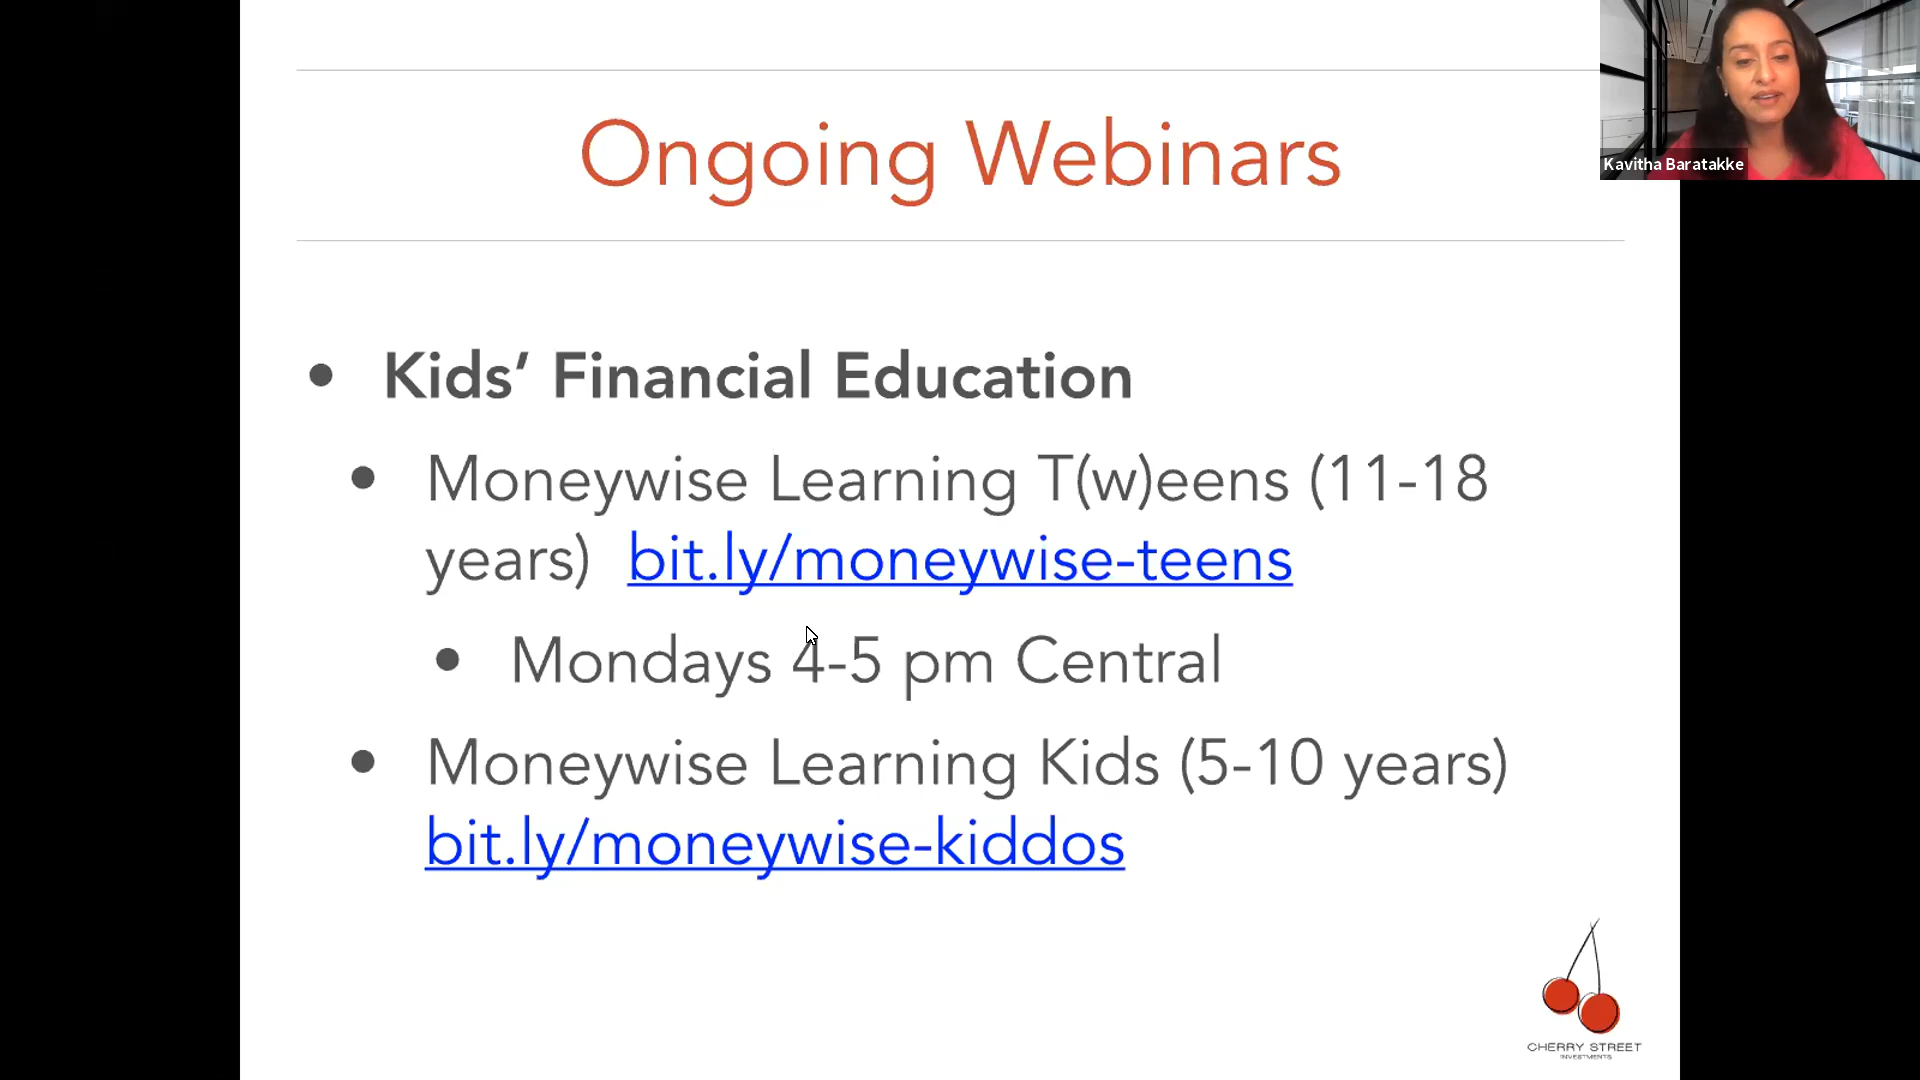 Ongoing Webinars
Kavitha Baratakke
• Kids’ Financial Education
• Moneywise Learning T(w)eens (11-18
years) bit.ly/moneywise-teens
• Mondays 4-5 pm Central
• Moneywise Learning Kids (5-10 years)
bit.ly/moneywise-kiddos
CHERRY STREET
INVESTMENTS